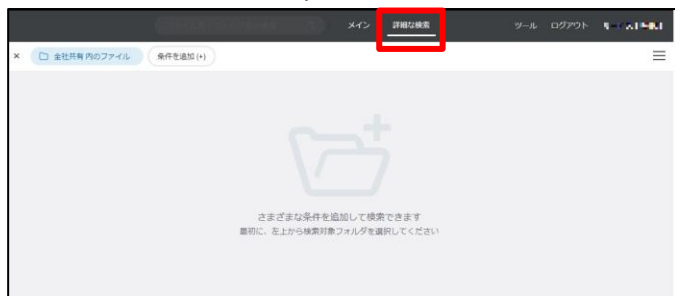 メイン
詳細な検索
ツール
ログアウト
× 全社共有 内のファイル
条件を追加 (+)
さまざまな条件を追加して検索できます
最初に、左上から検索対象フォルダを選択してください